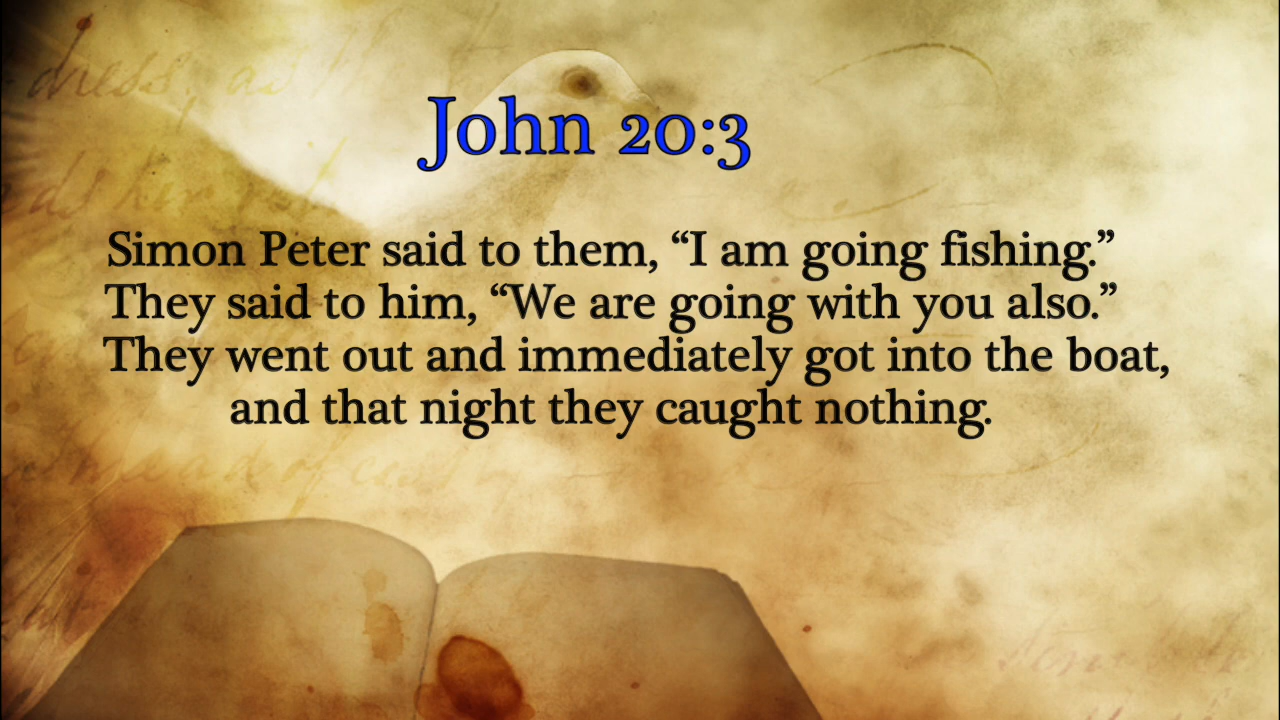 John 20:3
Simon Peter said to them, “I am going fishing.”
They said to him, “We are going with you also.”
They went out and immediately got into the boat,
and that night they caught nothing.